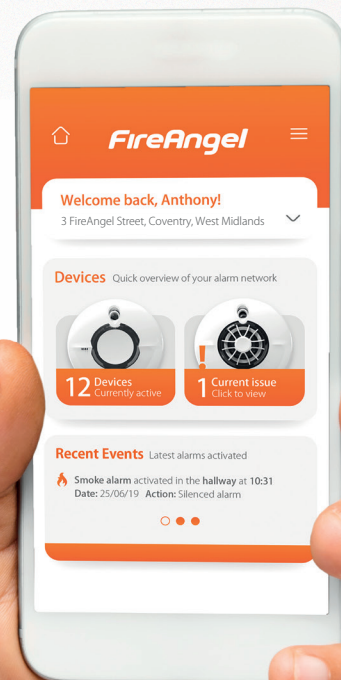 FireAngel
Welcome back, Anthony!
3 FireAngel Street, Coventry, West Midlands
Devices Quick overview of your alarm network
12 Devices Currently active
! 1 Current issue Click to view
Recent Events Latest alarms activated
Smoke alarm activated in the hallway at 10:31
Date: 25/06/19 Action: Silenced alarm